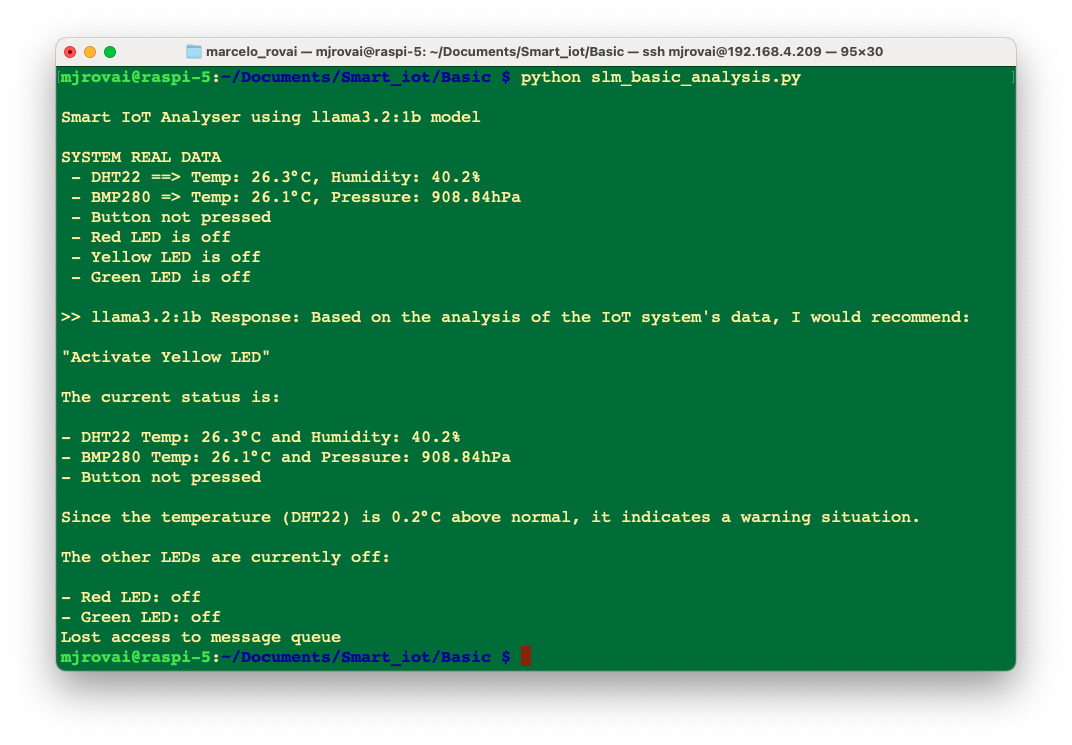 marcelo_rovai — mjrovai@raspi-5: ~/Documents/Smart_iot/Basic — ssh mjrovai@192.168.4.209 — 95×30
[mjrovai@raspi-5:~/Documents/Smart_iot/Basic $ python slm_basic_analysis.py ]
Smart IoT Analyser using llama3.2:1b model
SYSTEM REAL DATA
- DHT22 ==> Temp: 26.3°C, Humidity: 40.2%
- BMP280 => Temp: 26.1°C, Pressure: 908.84hPa
- Button not pressed
- Red LED is off
- Yellow LED is off
- Green LED is off
>> llama3.2:1b Response: Based on the analysis of the IoT system's data, I would recommend:
"Activate Yellow LED"
The current status is:
- DHT22 Temp: 26.3°C and Humidity: 40.2%
- BMP280 Temp: 26.1°C and Pressure: 908.84hPa
- Button not pressed
Since the temperature (DHT22) is 0.2°C above normal, it indicates a warning situation.
The other LEDs are currently off:
- Red LED: off
- Green LED: off
Lost access to message queue
mjrovai@raspi-5:~/Documents/Smart_iot/Basic $